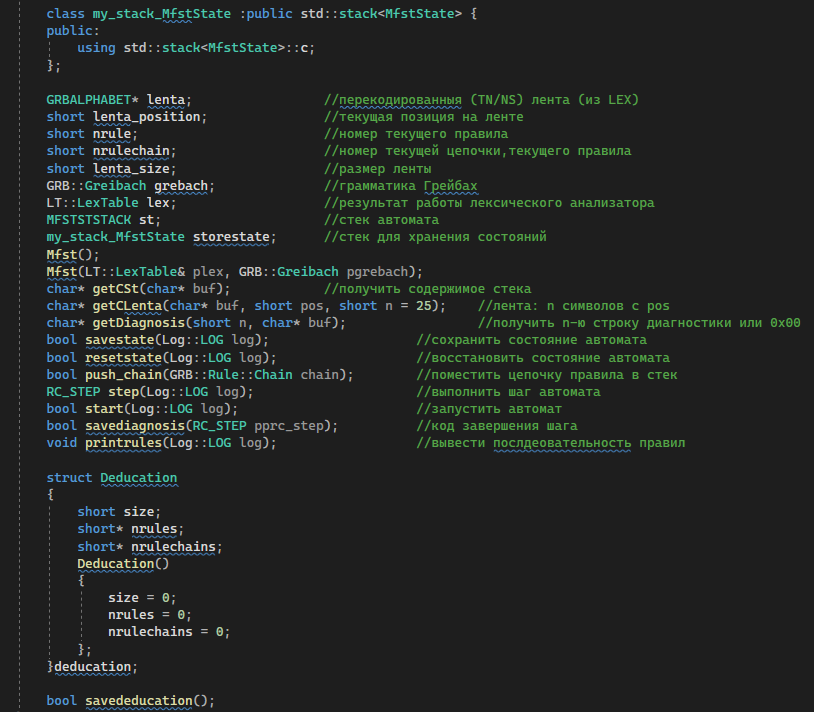 class my_stack_MfstState :public std::stack<MfstState> {
public:
using std::stack<MfstState>::c;
};
GRBALPHABET* lenta; //перекодированныя (TN/NS) лента (из LEX)
short lenta_position; //текущая позиция на ленте
short nrule; //номер текущего правила
short nrulechain; //номер текущей цепочки,текущего правила
short lenta_size; //размер ленты
GRB::Greibach grebach; //грамматика Грейбах
LT::LexTable lex; //результат работы лексического анализатора
MFSTSTSTACK st; //стек автомата
my_stack_MfstState storestate; //стек для хранения состояний
Mfst();
Mfst(LT::LexTable& plex, GRB::Greibach pgrebach);
char* getCSt(char* buf); //получить содержимое стека
char* getCLenta(char* buf, short pos, short n = 25); //лента: n символов с pos
char* getDiagnosis(short n, char* buf); //получить n-ю строку диагностики или 0x00
bool savestate(Log::LOG log); //сохранить состояние автомата
bool resetstate(Log::LOG log); //восстановить состояние автомата
bool push_chain(GRB::Rule::Chain chain); //поместить цепочку правила в стек
RC_STEP step(Log::LOG log); //выполнить шаг автомата
bool start(Log::LOG log); //запустить автомат
bool savediagnosis(RC_STEP pprc_step); //код завершения шага
void printrules(Log::LOG log); //вывести послдеовательность правил
struct Deducation
{
short size;
short* nrules;
short* nrulechains;
Deducation()
{
size = 0;
nrules = 0;
nrulechains = 0;
};
}deducation;
bool savededucation();